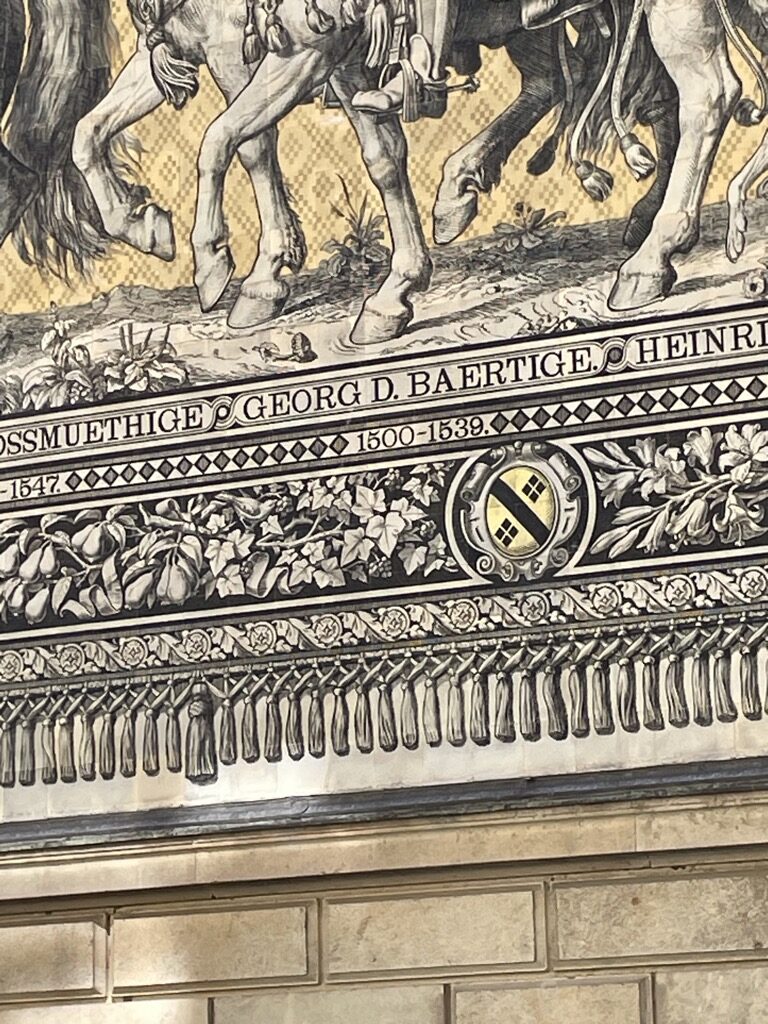 OSSMUETHIGE GEORG D. BAERTIGE. HEINRI
-1547. 1500-1539.